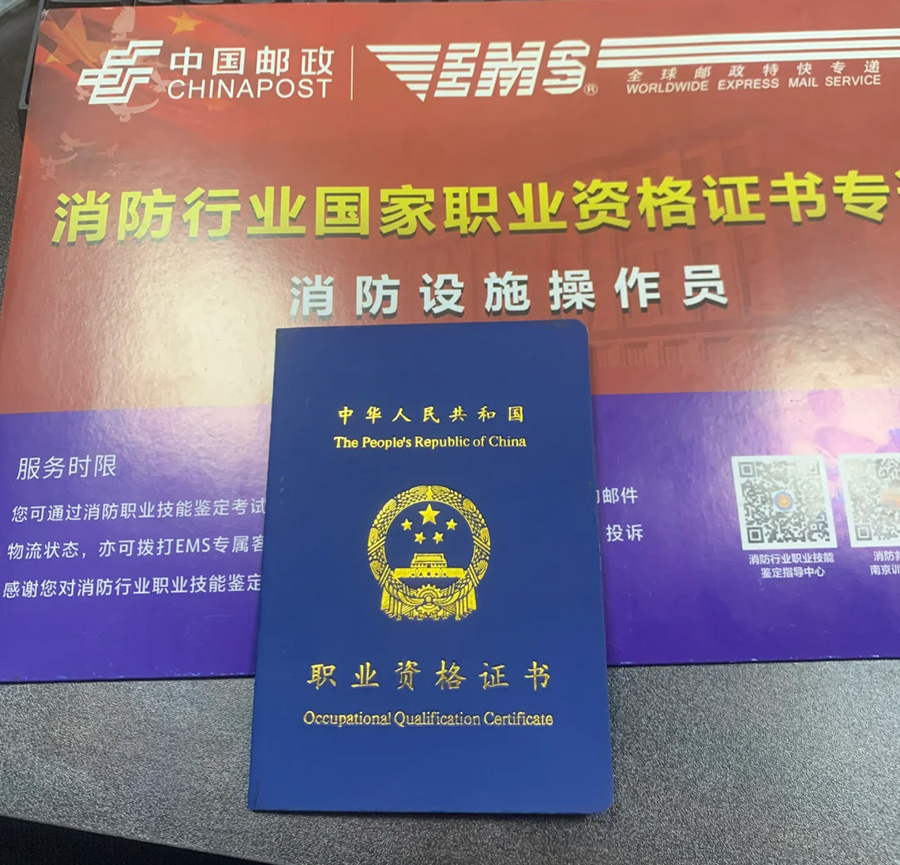 中国邮政
CHINAPOST
EMS®
全球邮政特快专递
WORLDWIDE EXPRESS MAIL SERVICE
消防行业国家职业资格证书专
消防设施操作员
服务时限
您可通过消防职业技能鉴定考试
物流状态，亦可拨打EMS专属客
感谢您对消防行业职业技能鉴定
邮件
投诉
消防行业职业技能
鉴定指导中心
消防
南京训
中华人民共和国
The People's Republic of China
职业资格证书
Occupational Qualification Certificate